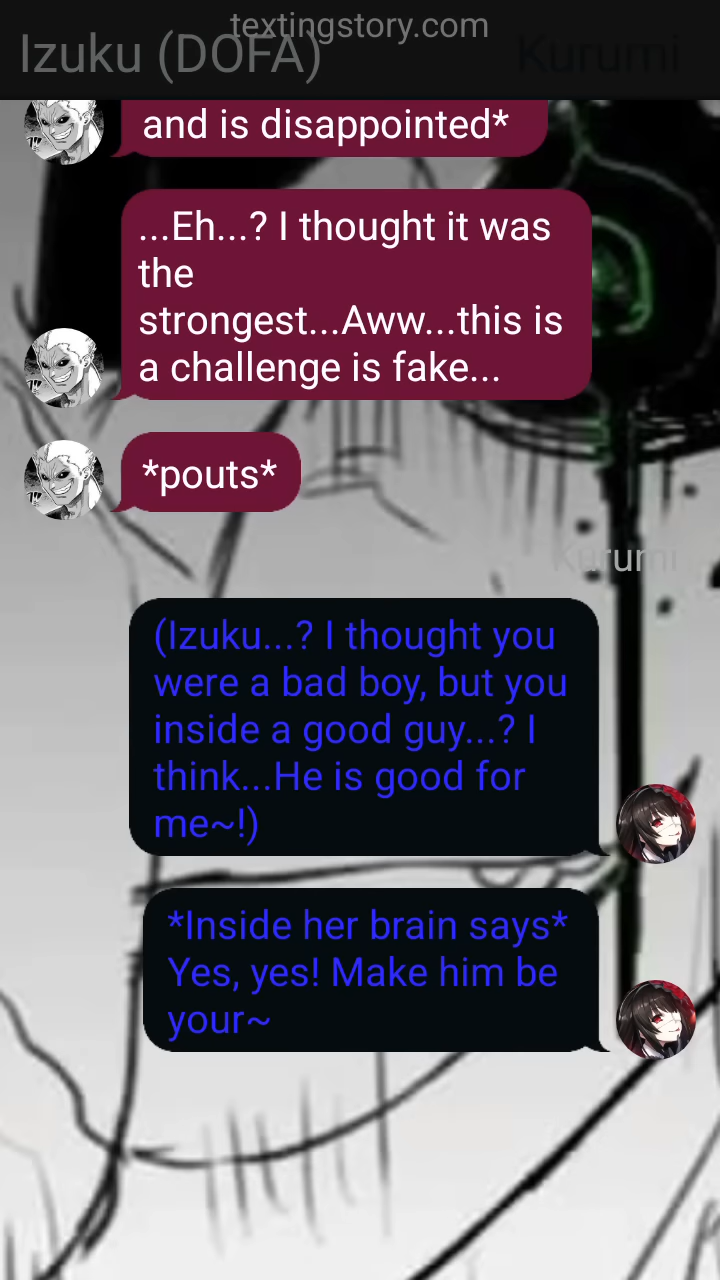 textingstory.com
Izuku (DOFA)
Kurumi
and is disappointed*
...Eh...? I thought it was
the
strongest...Aww...this is
a challenge is fake...
*pouts*
Kurumi
(Izuku...? I thought you
were a bad boy, but you
inside a good guy...? I
think...He is good for
me~!)
*Inside her brain says*
Yes, yes! Make him be
your~